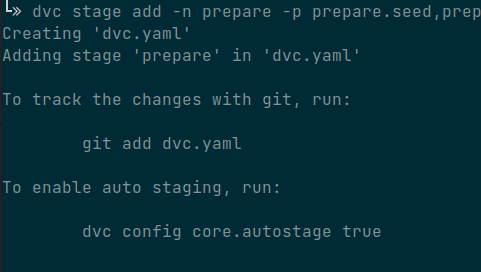 » dvc stage add -n prepare -p prepare.seed,prep
Creating 'dvc.yaml'
Adding stage 'prepare' in 'dvc.yaml'
To track the changes with git, run:
git add dvc.yaml
To enable auto staging, run:
dvc config core.autostage true